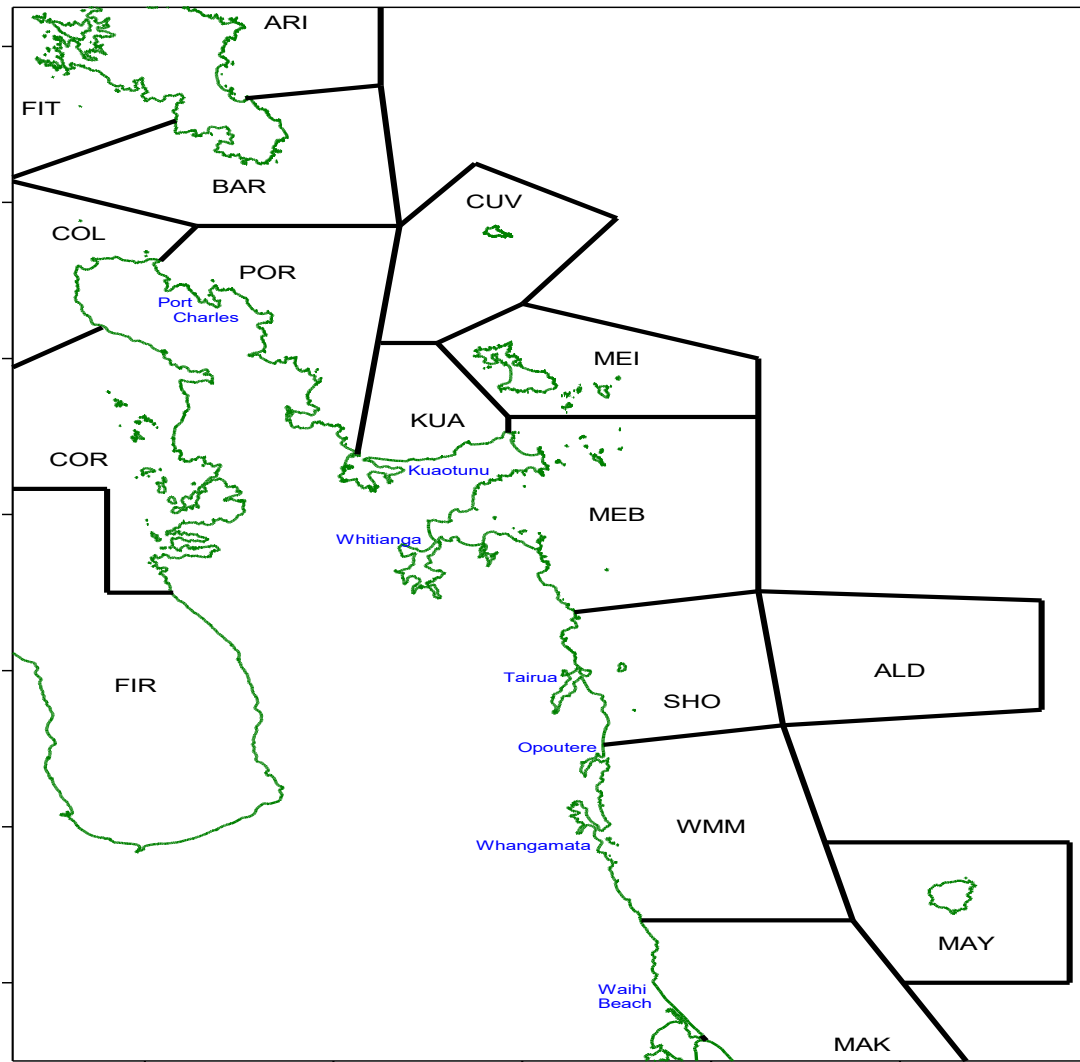 ARI
FIT
BAR
CUV
COL
POR
Port
Charles
MEI
KUA
COR
Kuaotunu
MEB
Whitianga
Tairua
FIR
ALD
SHO
Opoutere
WMM
Whangamata
MAY
Waihi
Beach
MAK